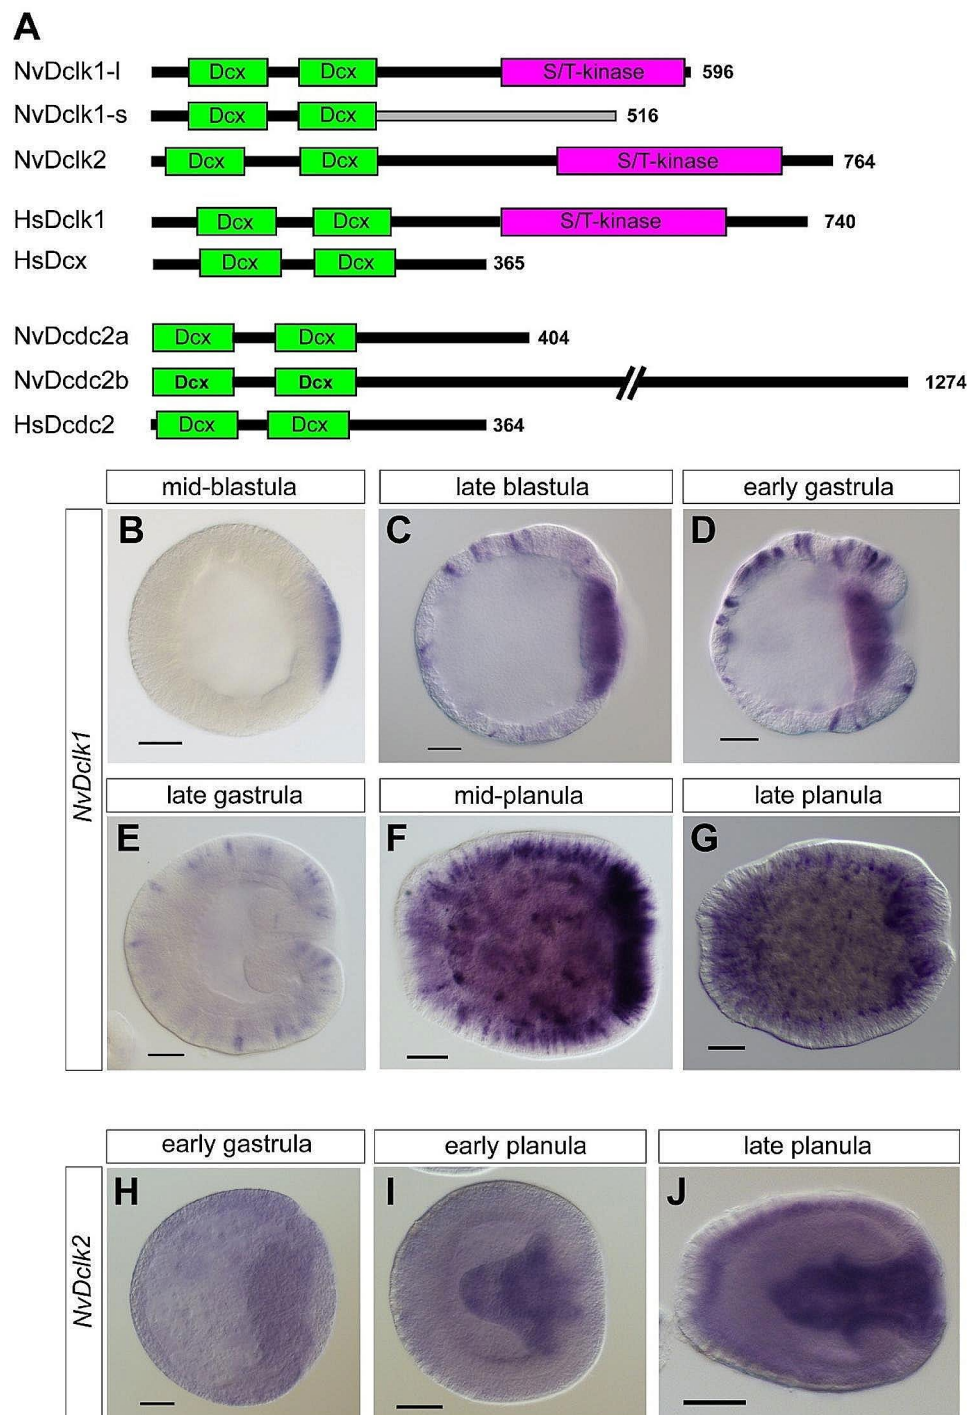 A
NvDclk1-l Dcx Dcx S/T-kinase 596
NvDclk1-s Dcx Dcx 516
NvDclk2 Dcx Dcx S/T-kinase 764
HsDclk1 Dcx Dcx S/T-kinase 740
HsDcx Dcx Dcx 365
NvDcdc2a Dcx Dcx 404
NvDcdc2b Dcx Dcx 1274
HsDcdc2 Dcx Dcx 364
mid-blastula late blastula early gastrula
B C D
NvDclk1
late gastrula mid-planula late planula
E F G
early gastrula early planula late planula
H I J
NvDclk2